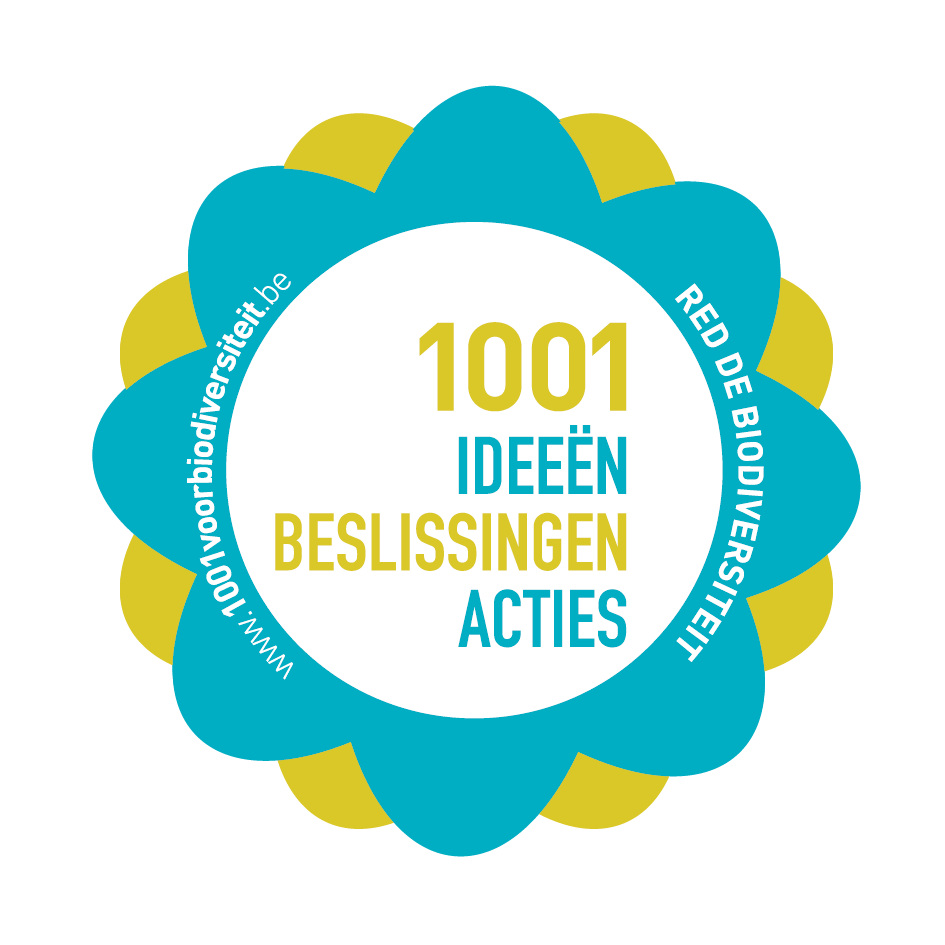 1001
IDEEËN
BESLISSINGEN
ACTIES
www.1001voorbiodiversiteit.be
RED DE BIODIVERSITEIT